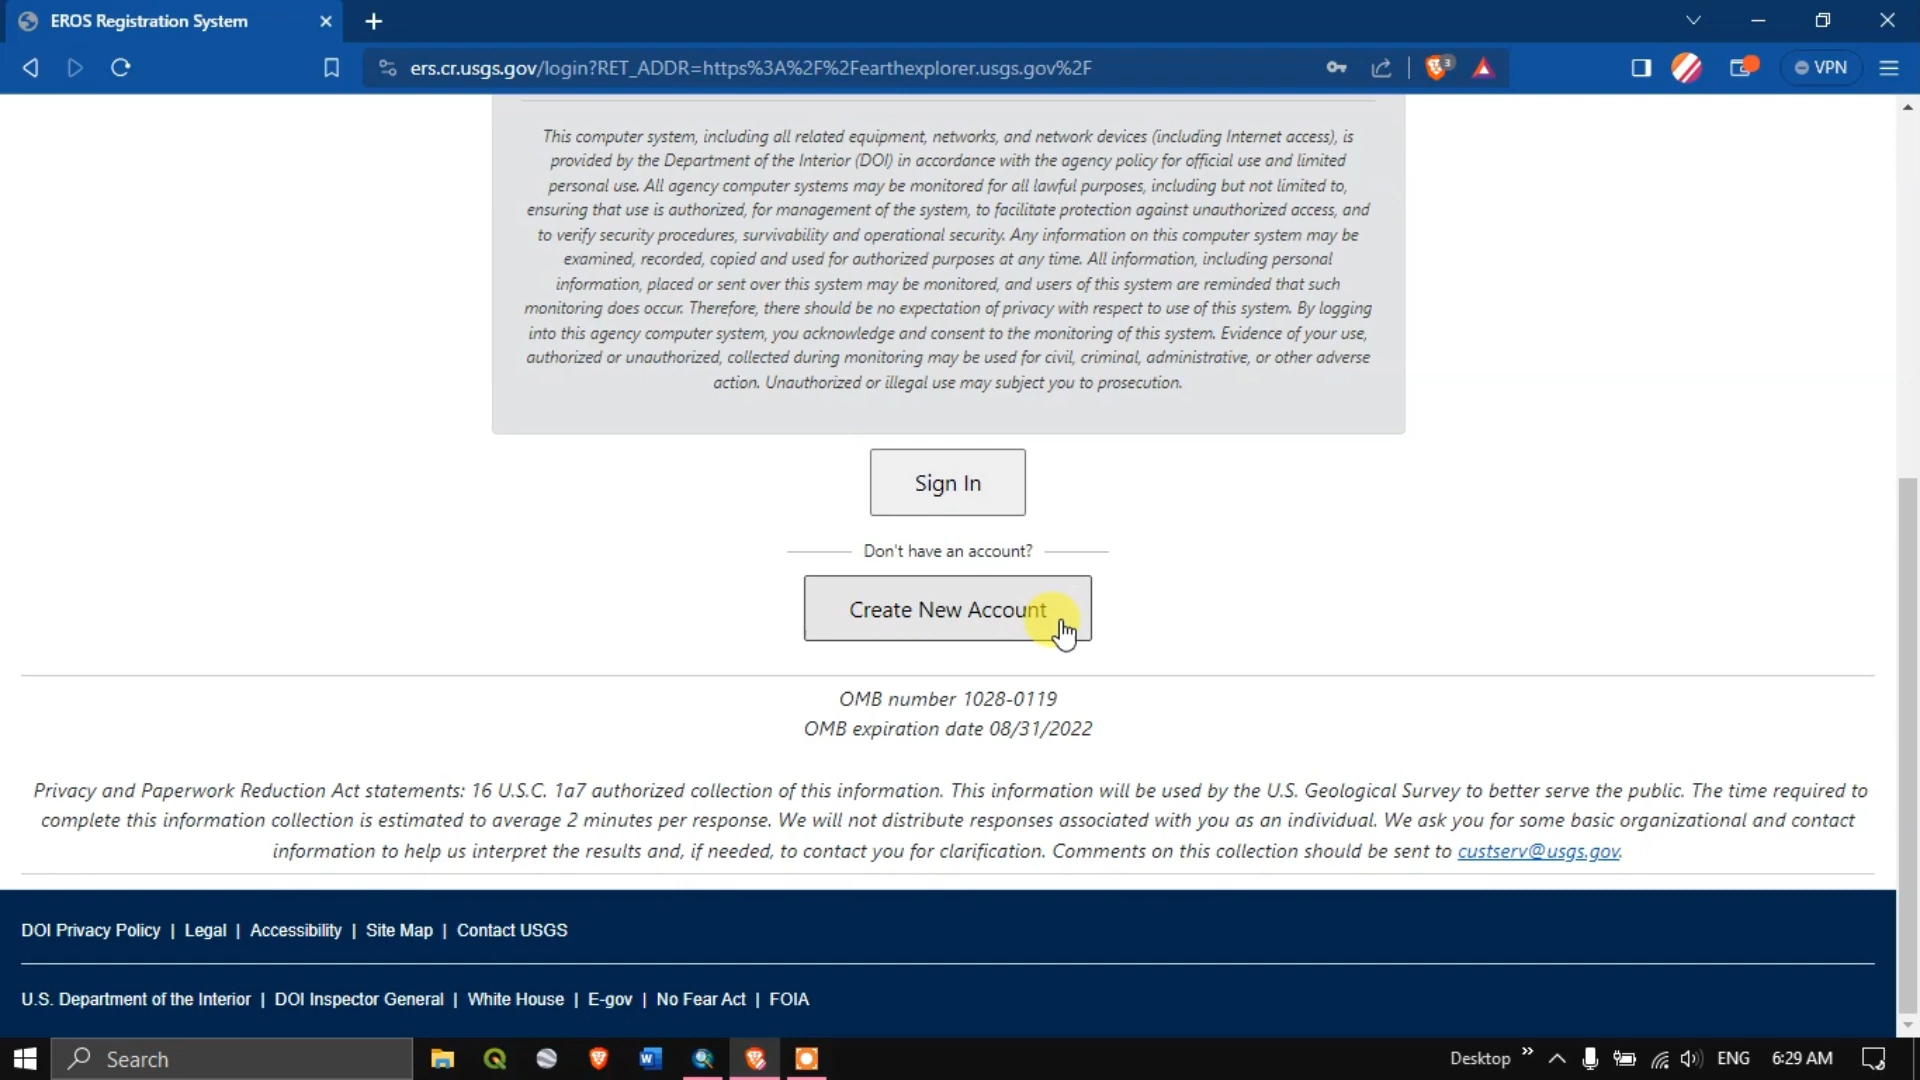 EROS Registration System
ers.cr.usgs.gov/login?RET_ADDR=https%3A%2F%2Fearthexplorer.usgs.gov%2F
3
VPN
This computer system, including all related equipment, networks, and network devices (including Internet access), is
provided by the Department of the Interior (DOI) in accordance with the agency policy for official use and limited
personal use. All agency computer systems may be monitored for all lawful purposes, including but not limited to,
ensuring that use is authorized, for management of the system, to facilitate protection against unauthorized access, and
to verify security procedures, survivability and operational security. Any information on this computer system may be
examined, recorded, copied and used for authorized purposes at any time. All information, including personal
information, placed or sent over this system may be monitored, and users of this system are reminded that such
monitoring does occur. Therefore, there should be no expectation of privacy with respect to use of this system. By logging
into this agency computer system, you acknowledge and consent to the monitoring of this system. Evidence of your use,
authorized or unauthorized, collected during monitoring may be used for civil, criminal, administrative, or other adverse
action. Unauthorized or illegal use may subject you to prosecution.
Sign In
Don't have an account?
Create New Account
OMB number 1028-0119
OMB expiration date 08/31/2022
Privacy and Paperwork Reduction Act statements: 16 U.S.C. 1a7 authorized collection of this information. This information will be used by the U.S. Geological Survey to better serve the public. The time required to
complete this information collection is estimated to average 2 minutes per response. We will not distribute responses associated with you as an individual. We ask you for some basic organizational and contact
information to help us interpret the results and, if needed, to contact you for clarification. Comments on this collection should be sent to custserv@usgs.gov.
DOI Privacy Policy | Legal | Accessibility | Site Map | Contact USGS
U.S. Department of the Interior | DOI Inspector General | White House | E-gov | No Fear Act | FOIA
Search
Desktop
ENG
6:29 AM